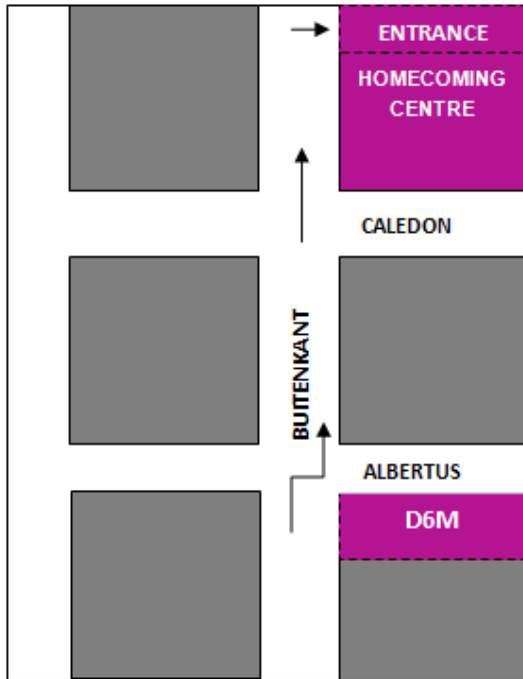 ENTRANCE
HOMECOMING
CENTRE
CALEDON
BUITENKANT
ALBERTUS
D6M